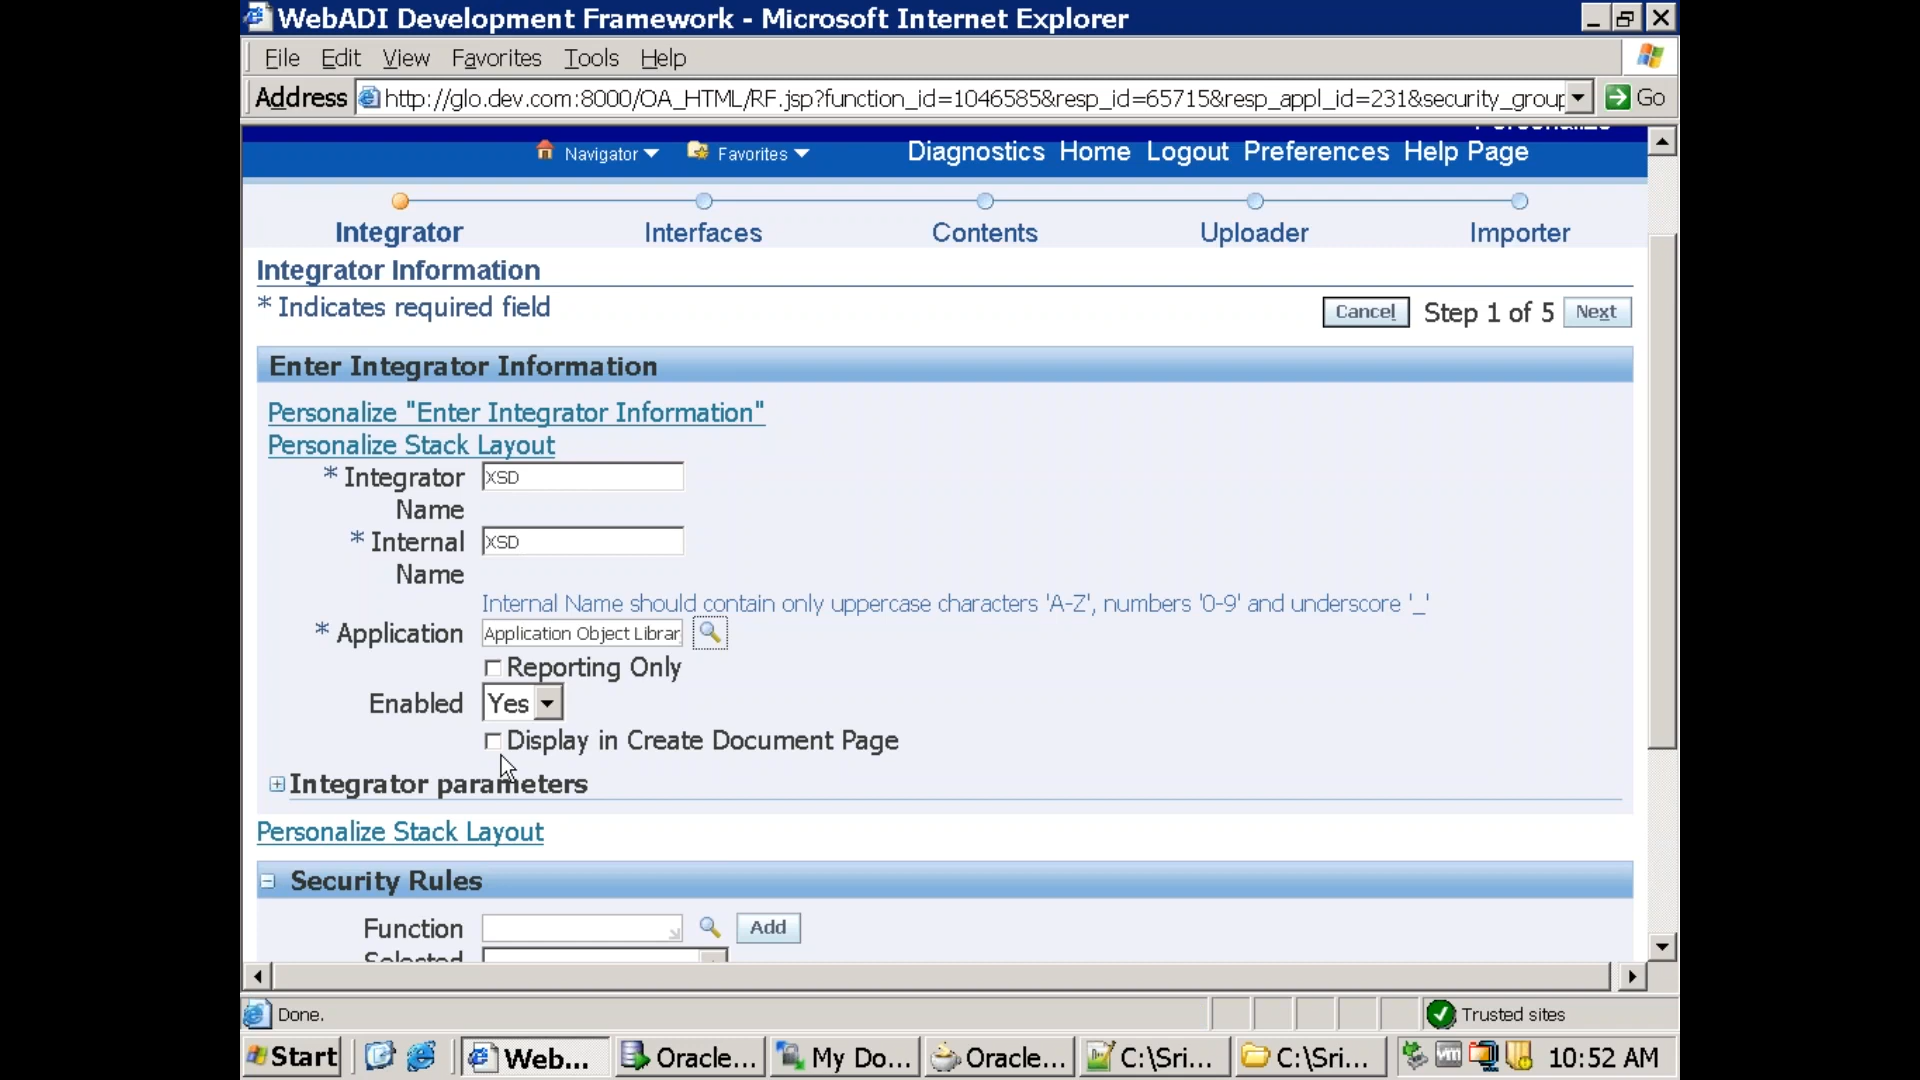 WebADI Development Framework - Microsoft Internet Explorer
File Edit View Favorites Tools Help
Address http://glo.dev.com:8000/OA_HTML/RF.jsp?function_id=1046585&resp_id=65715&resp_appl_id=231&security_group Go
Navigator Favorites Diagnostics Home Logout Preferences Help Page
Integrator Interfaces Contents Uploader Importer
Integrator Information
* Indicates required field
Cancel Step 1 of 5 Next
Enter Integrator Information
Personalize "Enter Integrator Information"
Personalize Stack Layout
* Integrator Name XSD
* Internal Name XSD
Internal Name should contain only uppercase characters 'A-Z', numbers '0-9' and underscore '_'
* Application Application Object Librar
Reporting Only
Enabled Yes
Display in Create Document Page
Integrator parameters
Personalize Stack Layout
Security Rules
Function Add
Selected
Done. Trusted sites
Start Web... Oracle... My Do... Oracle... C:\Sri... C:\Sri... 10:52 AM